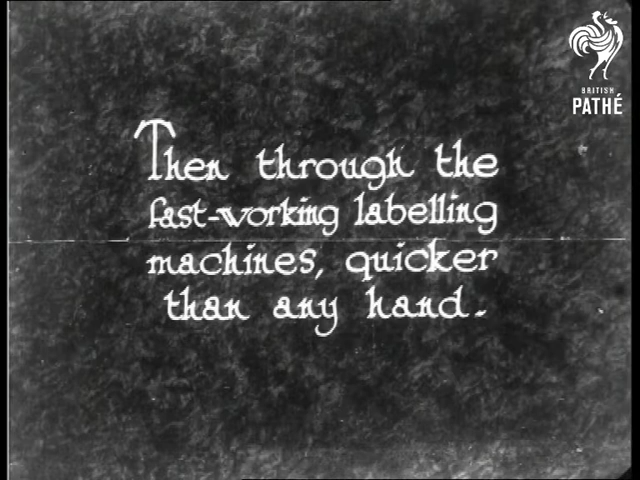 BRITISH
PATHÉ
Then through the
fast-working labelling
machines, quicker
than any hand.